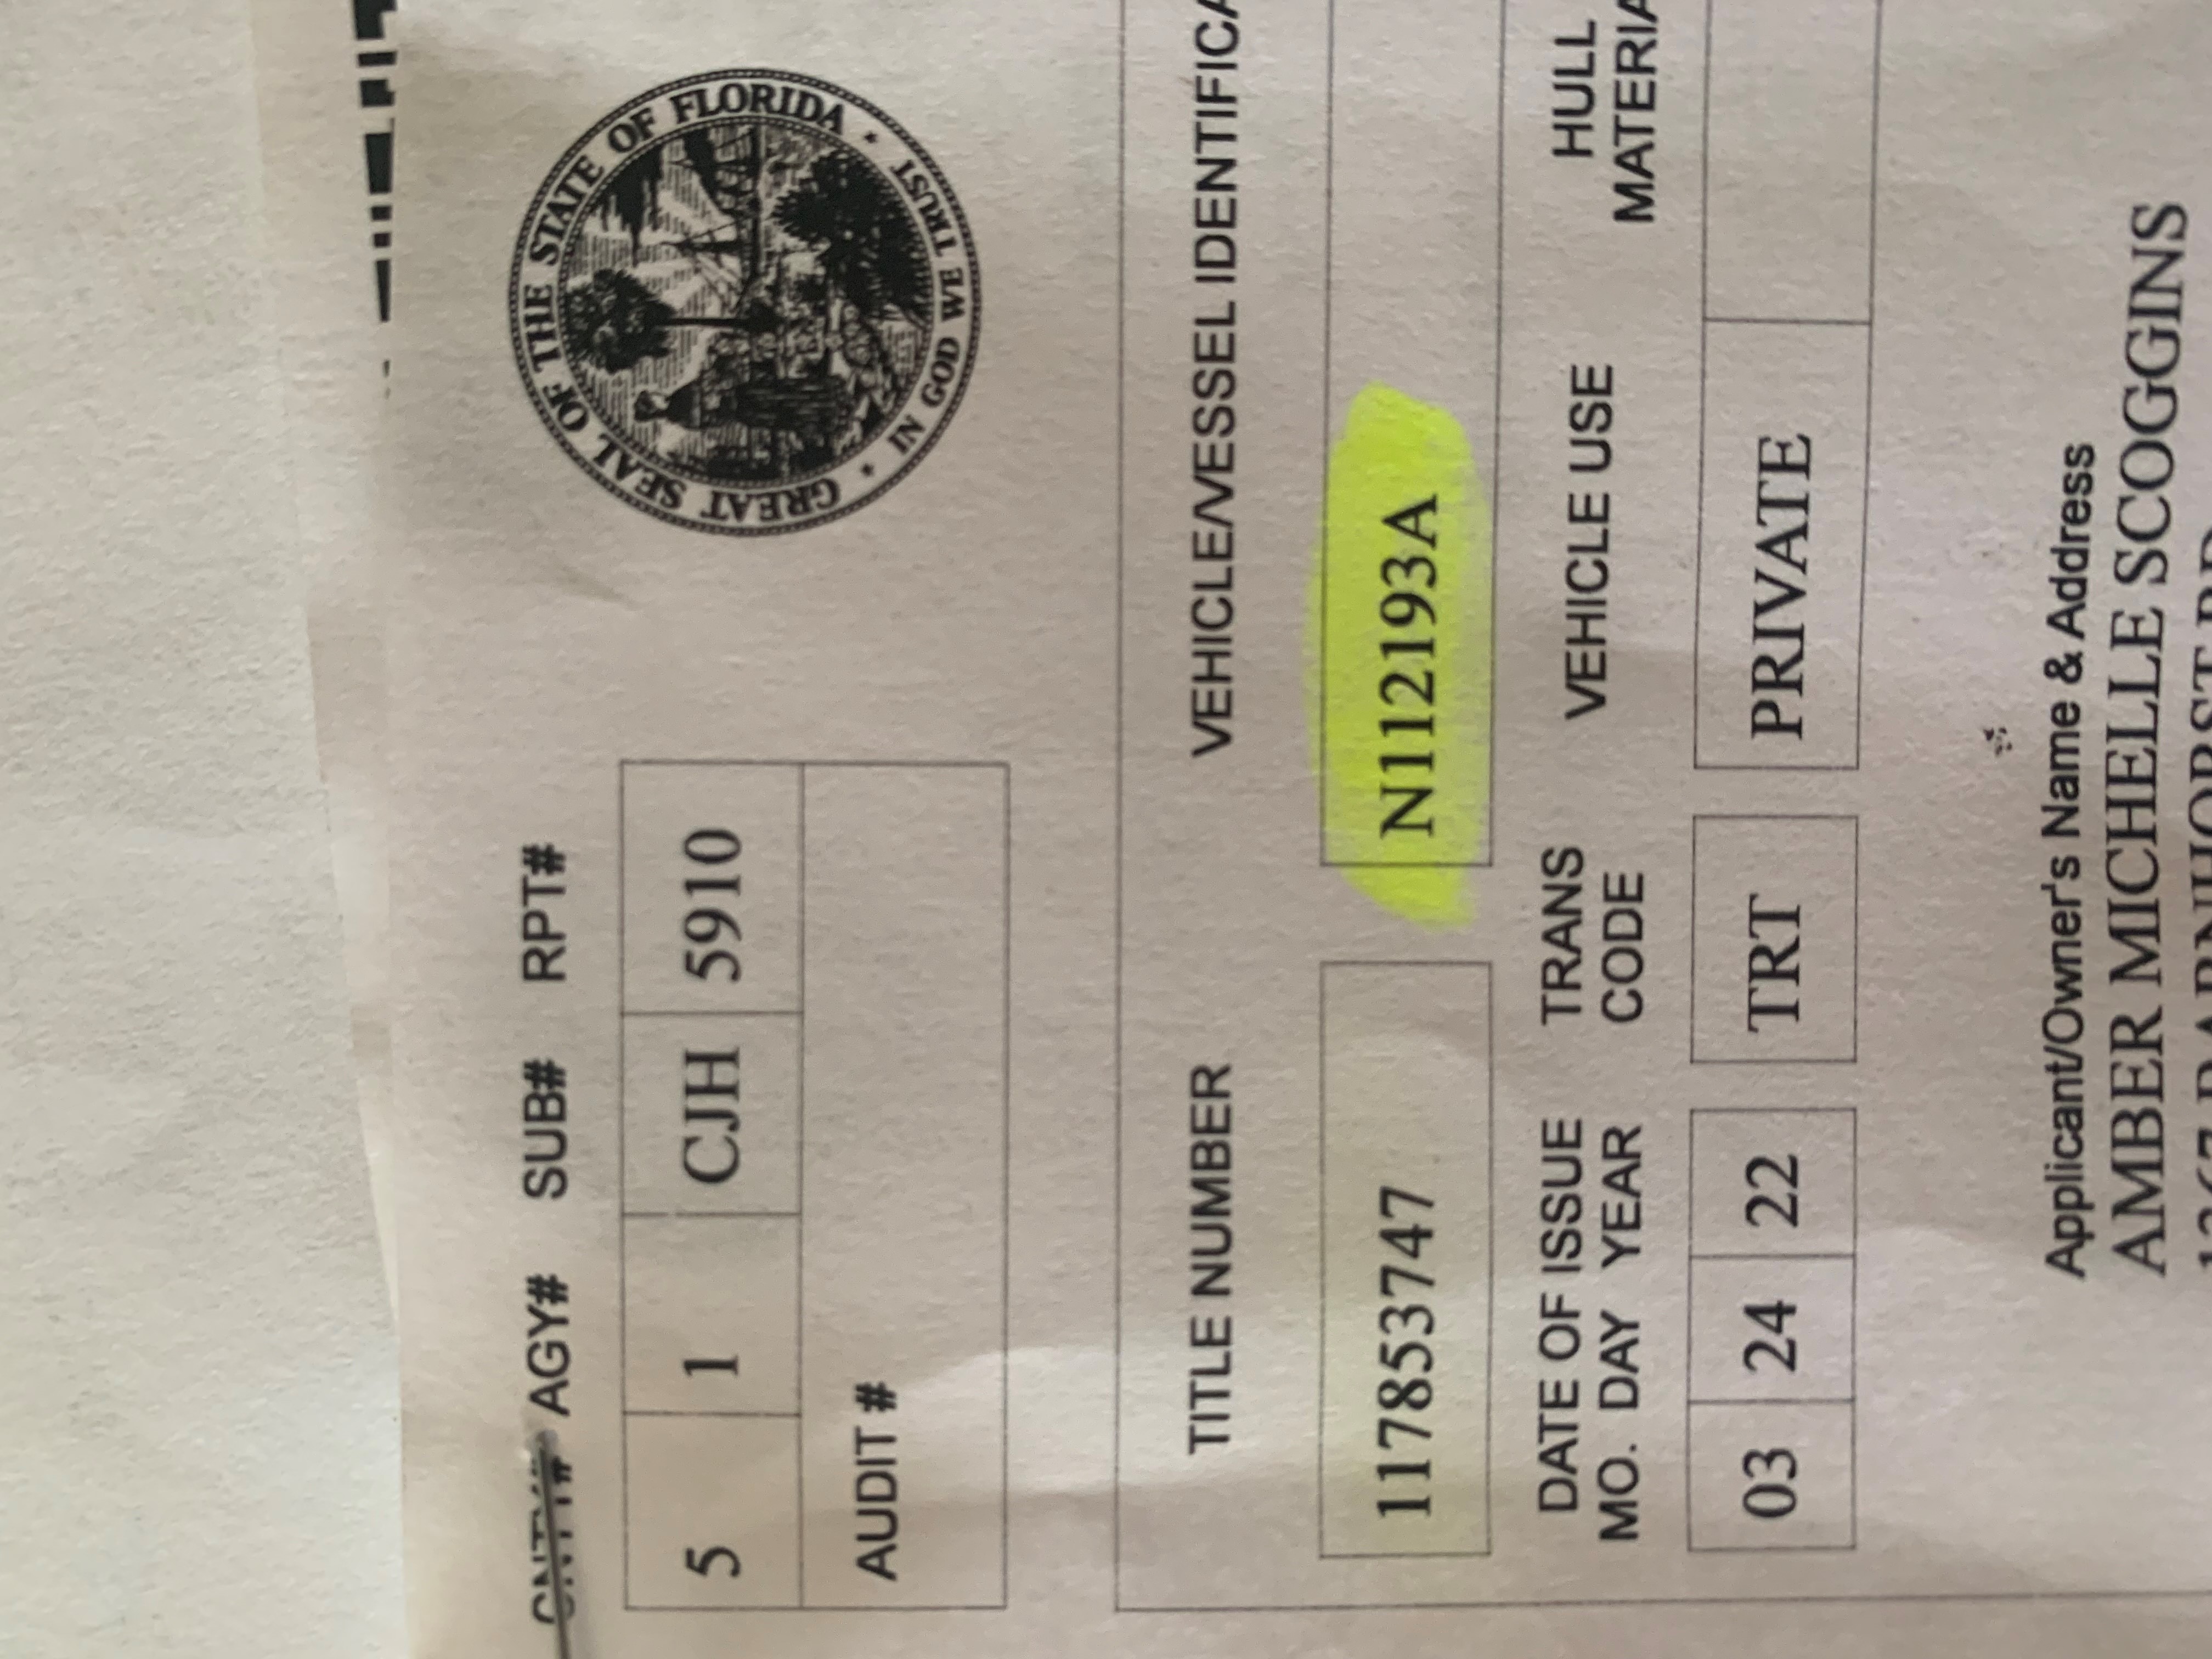 GREAT SEAL OF THE STATE OF FLORIDA
IN GOD WE TRUST
CNTY# AGY# SUB# RPT#
5 1 CJH 5910
AUDIT #
TITLE NUMBER VEHICLE/VESSEL IDENTIFICA
117853747 N112193A
DATE OF ISSUE TRANS VEHICLE USE HULL
MO. DAY YEAR CODE MATERIA
03 24 22 TRT PRIVATE
Applicant/Owner's Name & Address
AMBER MICHELLE SCOGGINS